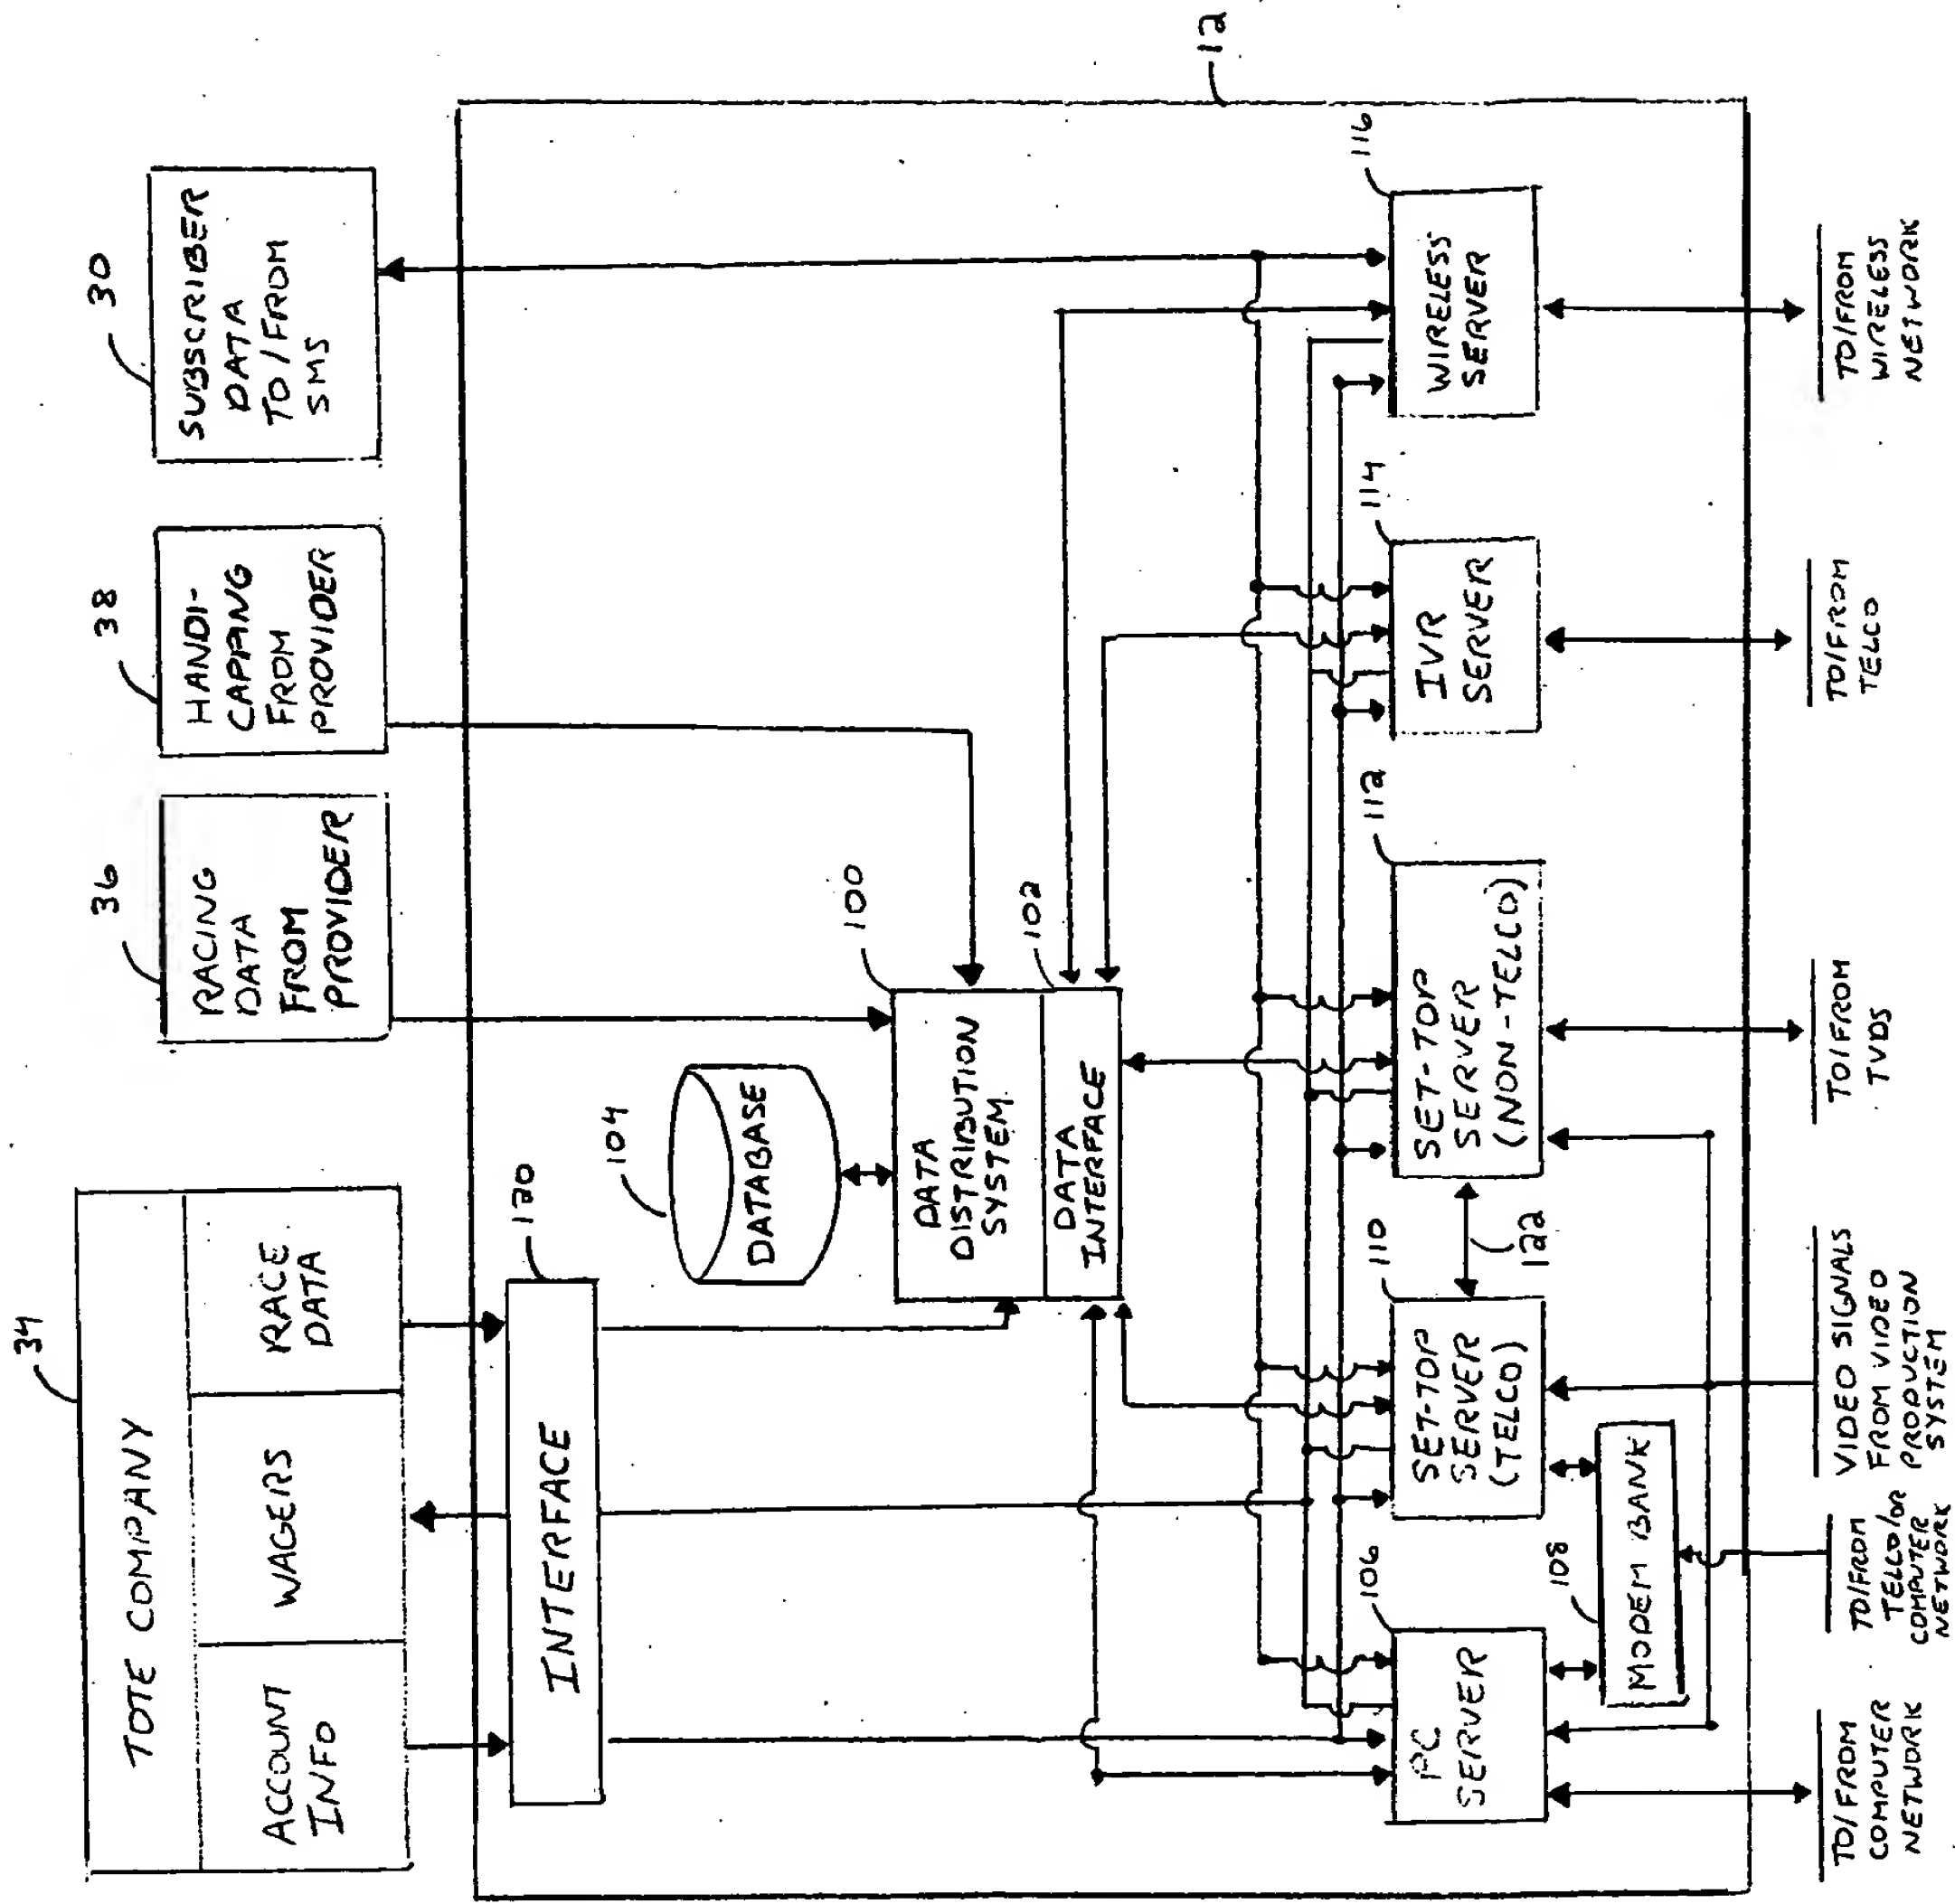 34
TOTE COMPANY
ACCOUNT
INFO
WAGERS
RACE
DATA
36
RACING
DATA
FROM
PROVIDER
38
HANDI-
CAPPING
FROM
PROVIDER
30
SUBSCRIBER
DATA
TO/FROM
SMS
12
120
INTERFACE
104
DATABASE
100
DATA
DISTRIBUTION
SYSTEM
102
DATA
INTERFACE
106
PC
SERVER
108
MODEM BANK
110
SET-TOP
SERVER
(TELCO)
122
112
SET-TOP
SERVER
(NON-TELCO)
114
IVR
SERVER
116
WIRELESS
SERVER
TO/FROM
COMPUTER
NETWORK
TO/FROM
TELCO/OR
COMPUTER
NETWORK
VIDEO SIGNALS
FROM VIDEO
PRODUCTION
SYSTEM
TO/FROM
TVDS
TO/FROM
TELCO
TO/FROM
WIRELESS
NETWORK